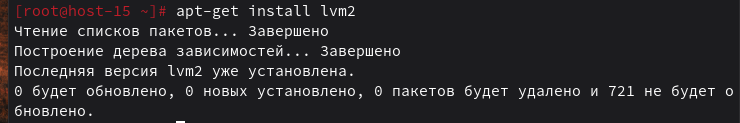 [root@host-15 ~]# apt-get install lvm2
Чтение списков пакетов... Завершено
Построение дерева зависимостей... Завершено
Последняя версия lvm2 уже установлена.
0 будет обновлено, 0 новых установлено, 0 пакетов будет удалено и 721 не будет о
бновлено.